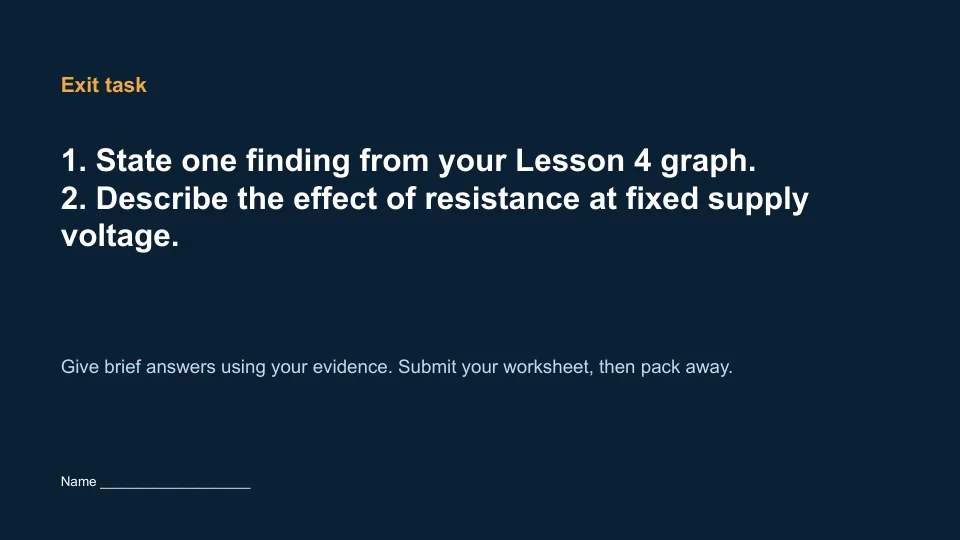 Exit task
1. State one finding from your Lesson 4 graph.
2. Describe the effect of resistance at fixed supply
voltage.
Give brief answers using your evidence. Submit your worksheet, then pack away.
Name ____________________